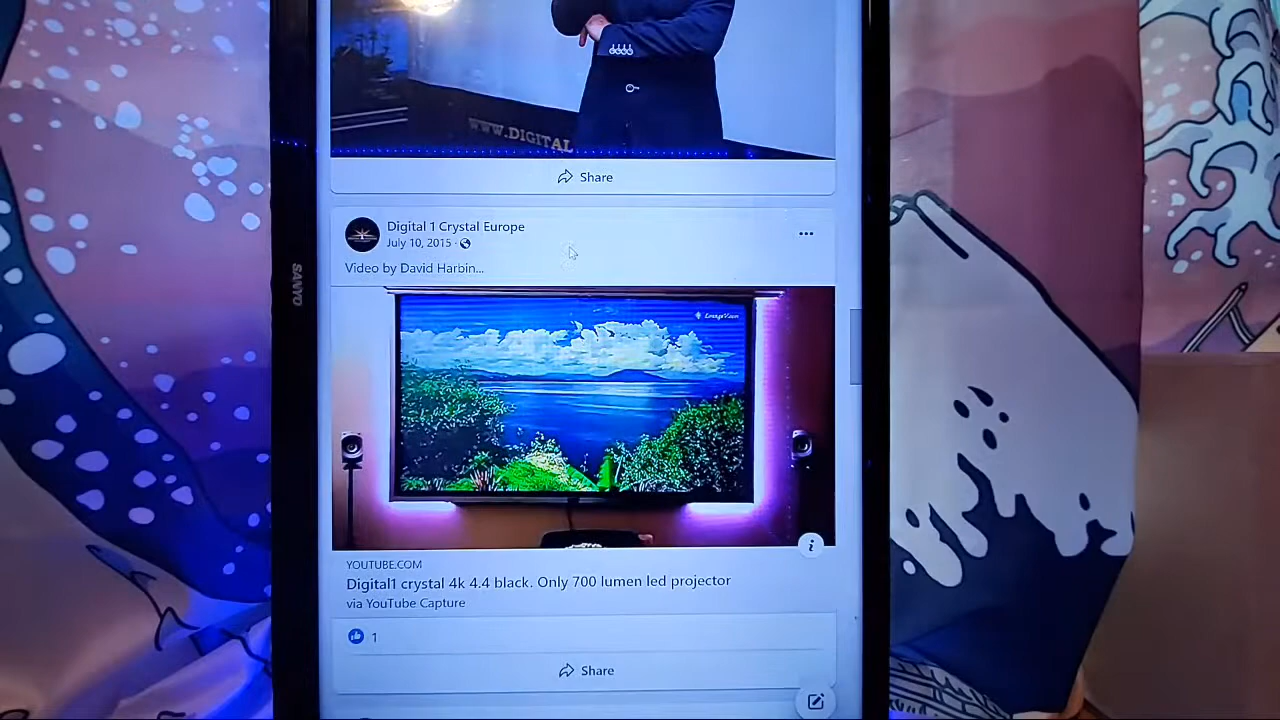 WWW.DIGITAL
Share
Digital 1 Crystal Europe
July 10, 2015 ·
Video by David Harbin...
SANYO
YOUTUBE.COM
Digital1 crystal 4k 4.4 black. Only 700 lumen led projector
via YouTube Capture
1
Share